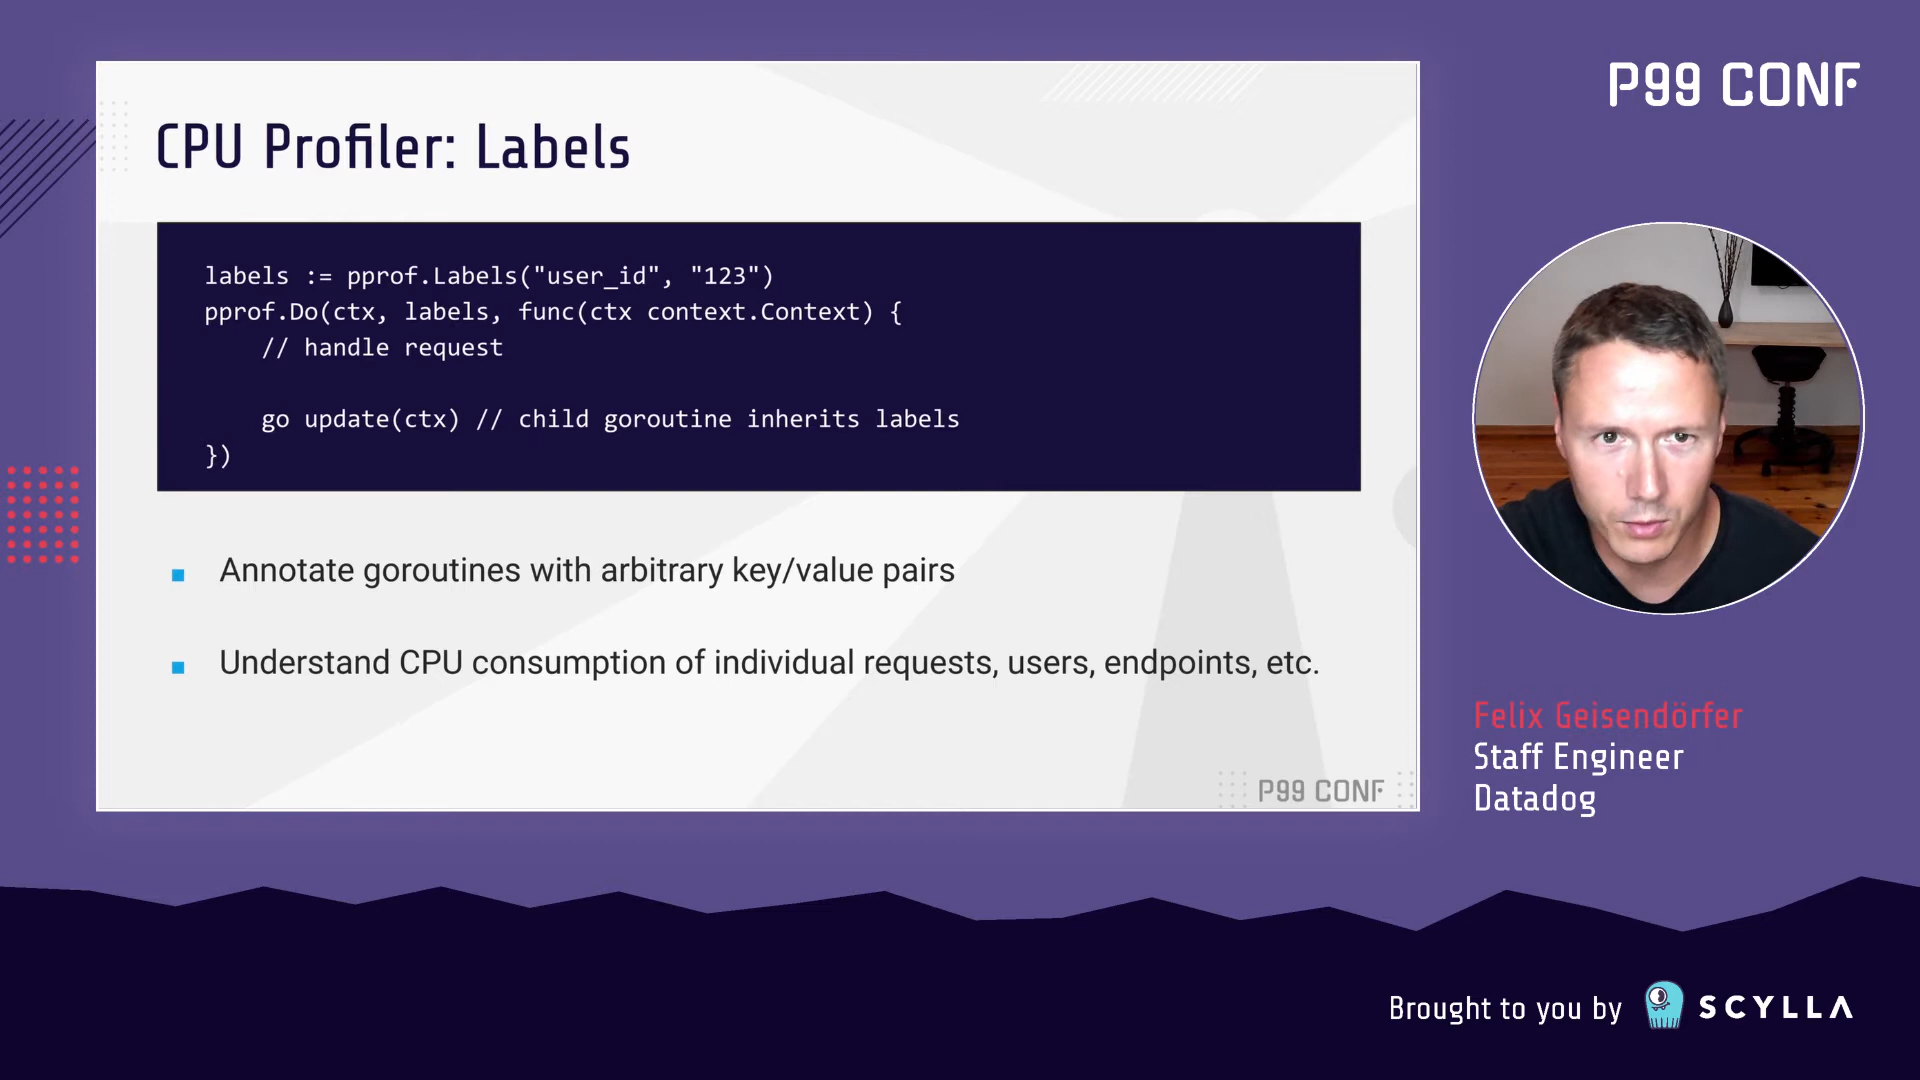 CPU Profiler: Labels
labels := pprof.Labels("user_id", "123")
pprof.Do(ctx, labels, func(ctx context.Context) {
    // handle request
    go update(ctx) // child goroutine inherits labels
})
Annotate goroutines with arbitrary key/value pairs
Understand CPU consumption of individual requests, users, endpoints, etc.
P99 CONF
P99 CONF
Felix Geisendörfer
Staff Engineer
Datadog
Brought to you by SCYLLA